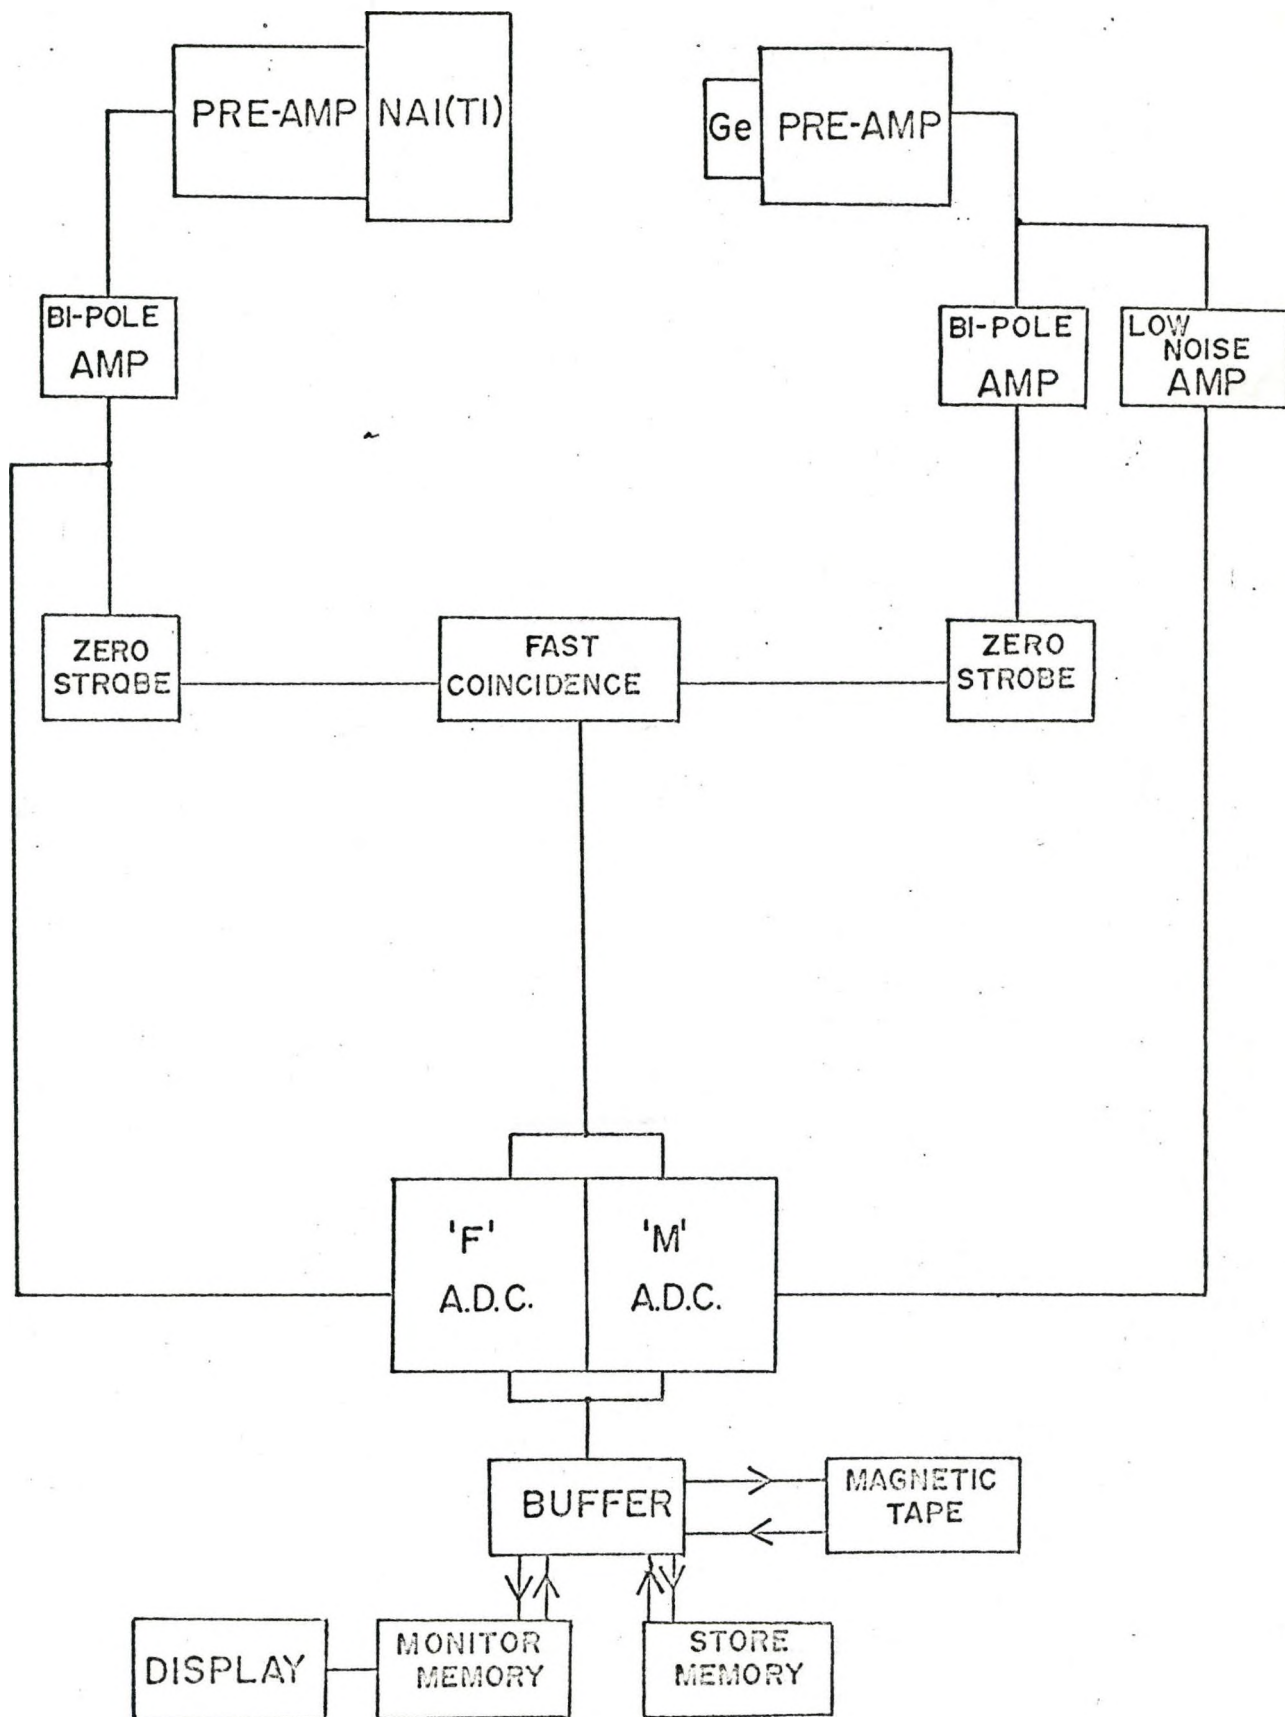 PRE-AMP
NAI(TI)
Ge
PRE-AMP
BI-POLE
AMP
BI-POLE
AMP
LOW
NOISE
AMP
ZERO
STROBE
FAST
COINCIDENCE
ZERO
STROBE
'F'
A.D.C.
'M'
A.D.C.
BUFFER
MAGNETIC
TAPE
DISPLAY
MONITOR
MEMORY
STORE
MEMORY